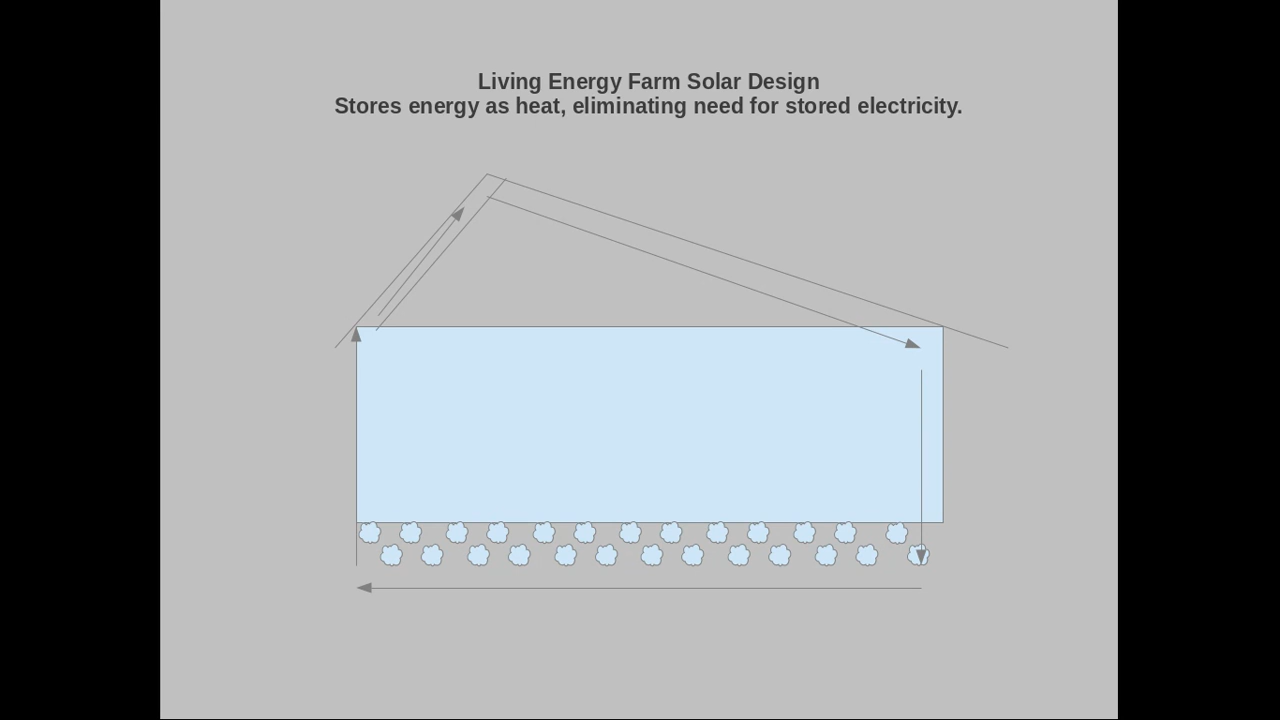 Living Energy Farm Solar Design
Stores energy as heat, eliminating need for stored electricity.